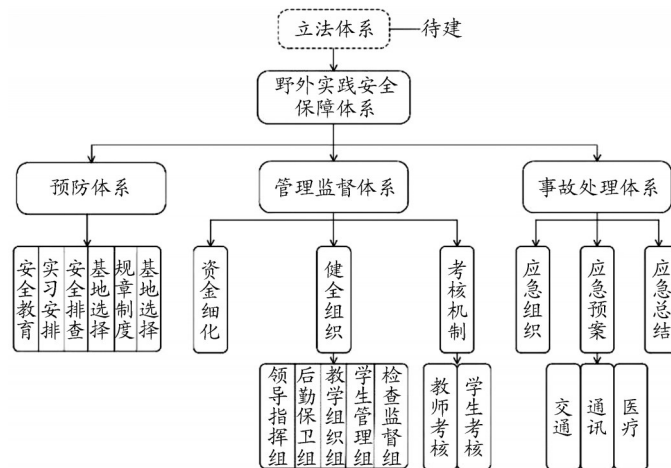 立法体系
待建
野外实践安全
保障体系
预防体系
管理监督体系
事故处理体系
安全教育
实习安排
安全排查
基地选择
规章制度
基地选择
资金细化
健全组织
考核机制
应急组织
应急预案
应急总结
领导指挥组
后勤保卫组
教学组织组
学生管理组
检查监督组
教师考核
学生考核
交通
通讯
医疗